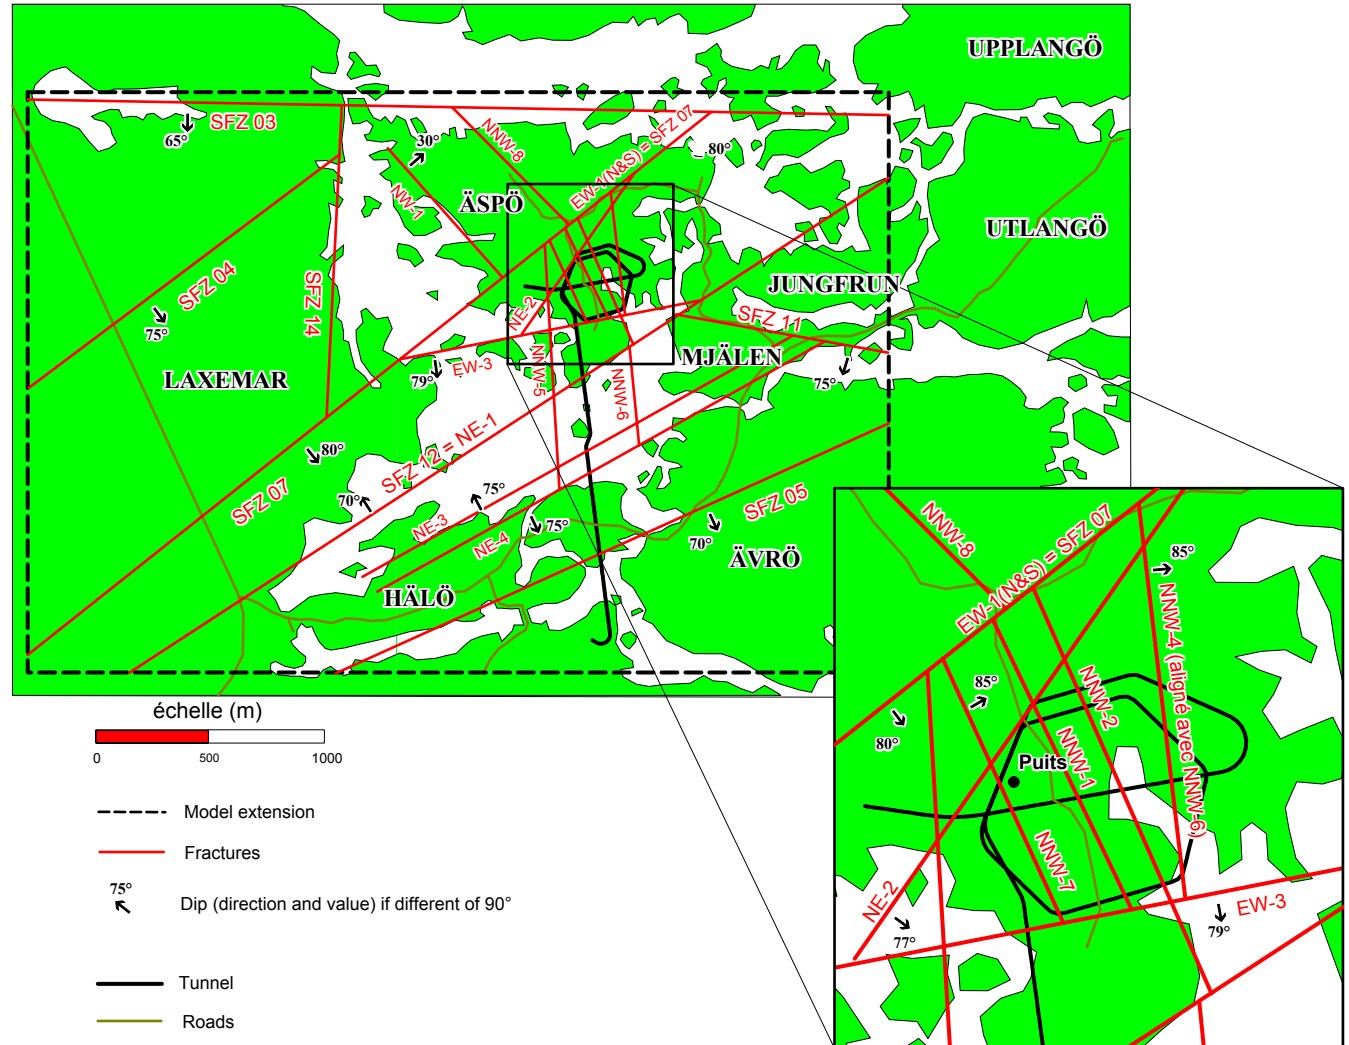 UPPLANGÖ
SFZ 03
65°
30°
NNW-8
EW-1(N&S) = SFZ 07
80°
NW-1
ÄSPÖ
UTLANGÖ
SFZ 04
75°
SFZ 14
JUNGFRUN
NE-2
SFZ 11
LAXEMAR
79°
EW-3
NNW-5
NNW-6
MJÄLEN
75°
80°
SFZ 07
SFZ 12 = NE-1
70°
75°
NE-3
NE-4
75°
SFZ 05
70°
ÄVRÖ
HÄLÖ
NNW-8
EW-1(N&S) = SFZ 07
85°
NNW-4 (aligné avec NNW-6)
85°
80°
NNW-2
Puits
NNW-1
NNW-7
NE-2
77°
EW-3
79°
échelle (m)
0 500 1000
Model extension
Fractures
75°
Dip (direction and value) if different of 90°
Tunnel
Roads